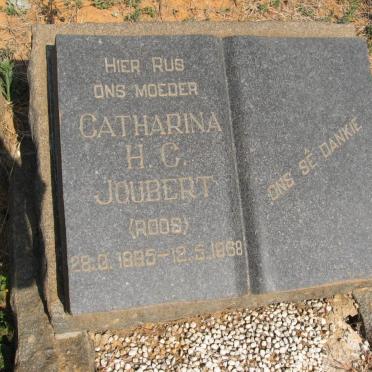 HIER RUS
ONS MOEDER
CATHARINA
H. C.
JOUBERT
(ROOS)
12.5.1968
ONS SÊ DANKIE